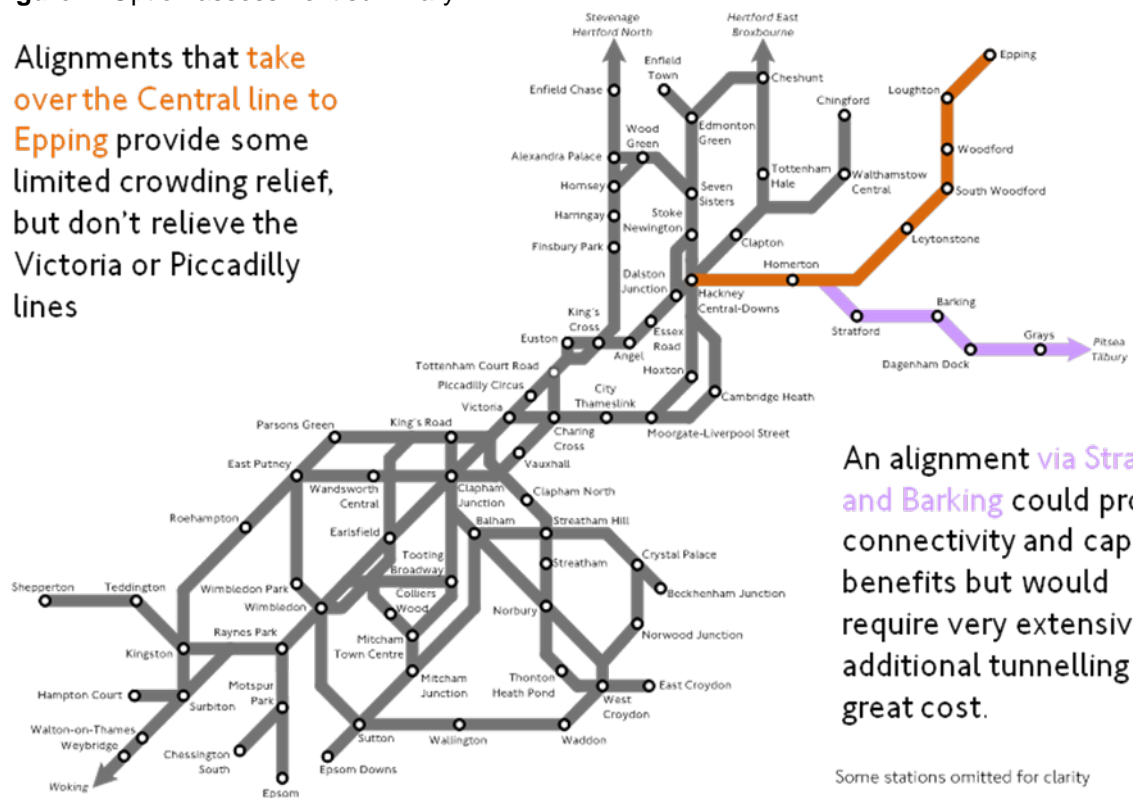 Option assessment summary
Alignments that take
over the Central line to
Epping provide some
limited crowding relief,
but don't relieve the
Victoria or Piccadilly
lines
Stevenage
Hertford North
Hertford East
Broxbourne
Enfield
Town
Enfield Chase
Cheshunt
Epping
Loughton
Chingford
Edmonton
Green
Wood
Green
Alexandra Palace
Woodford
Hornsey
Tottenham
Hale
Walthamstow
Central
South Woodford
Seven
Sisters
Harringay
Stoke
Newington
Finsbury Park
Clapton
Leytonstone
Homerton
Dalston
Junction
Hackney
Central-Downs
Barking
Stratford
King's
Cross
Essex
Road
Euston
Angel
Grays
Pitsea
Tilbury
Dagenham Dock
Tottenham Court Road
Hoxton
Piccadilly Circus
City
Thameslink
Cambridge Heath
Victoria
Charing
Cross
Moorgate-Liverpool Street
Parsons Green
King's Road
Vauxhall
East Putney
Wandsworth
Central
Clapham
Junction
Clapham North
Roehampton
Earlsfield
Balham
Streatham Hill
Tooting
Broadway
Streatham
Crystal Palace
Shepperton
Teddington
Wimbledon Park
Wimbledon
Colliers
Wood
Norbury
Beckhenham Junction
Raynes Park
Mitcham
Town Centre
Norwood Junction
Kingston
Hampton Court
Surbiton
Motspur
Park
Mitcham
Junction
Thonton
Heath Pond
East Croydon
West
Croydon
Walton-on-Thames
Weybridge
Chessington
South
Sutton
Wallington
Waddon
Woking
Epsom
Epsom Downs
An alignment via Stra
and Barking could pro
connectivity and cap
benefits but would
require very extensiv
additional tunnelling
great cost.
Some stations omitted for clarity